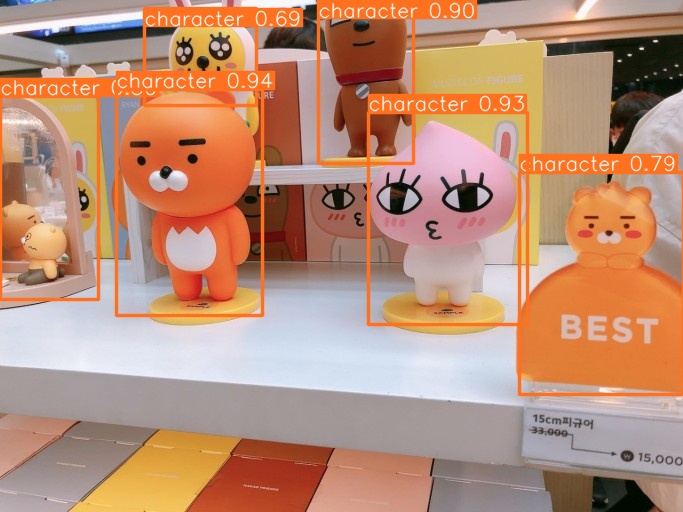 character 0.69
character 0.90
character 0.94
character 0.93
character 0.79
FIGURE
BEST
15cm피규어
33,000
₩ 15,000